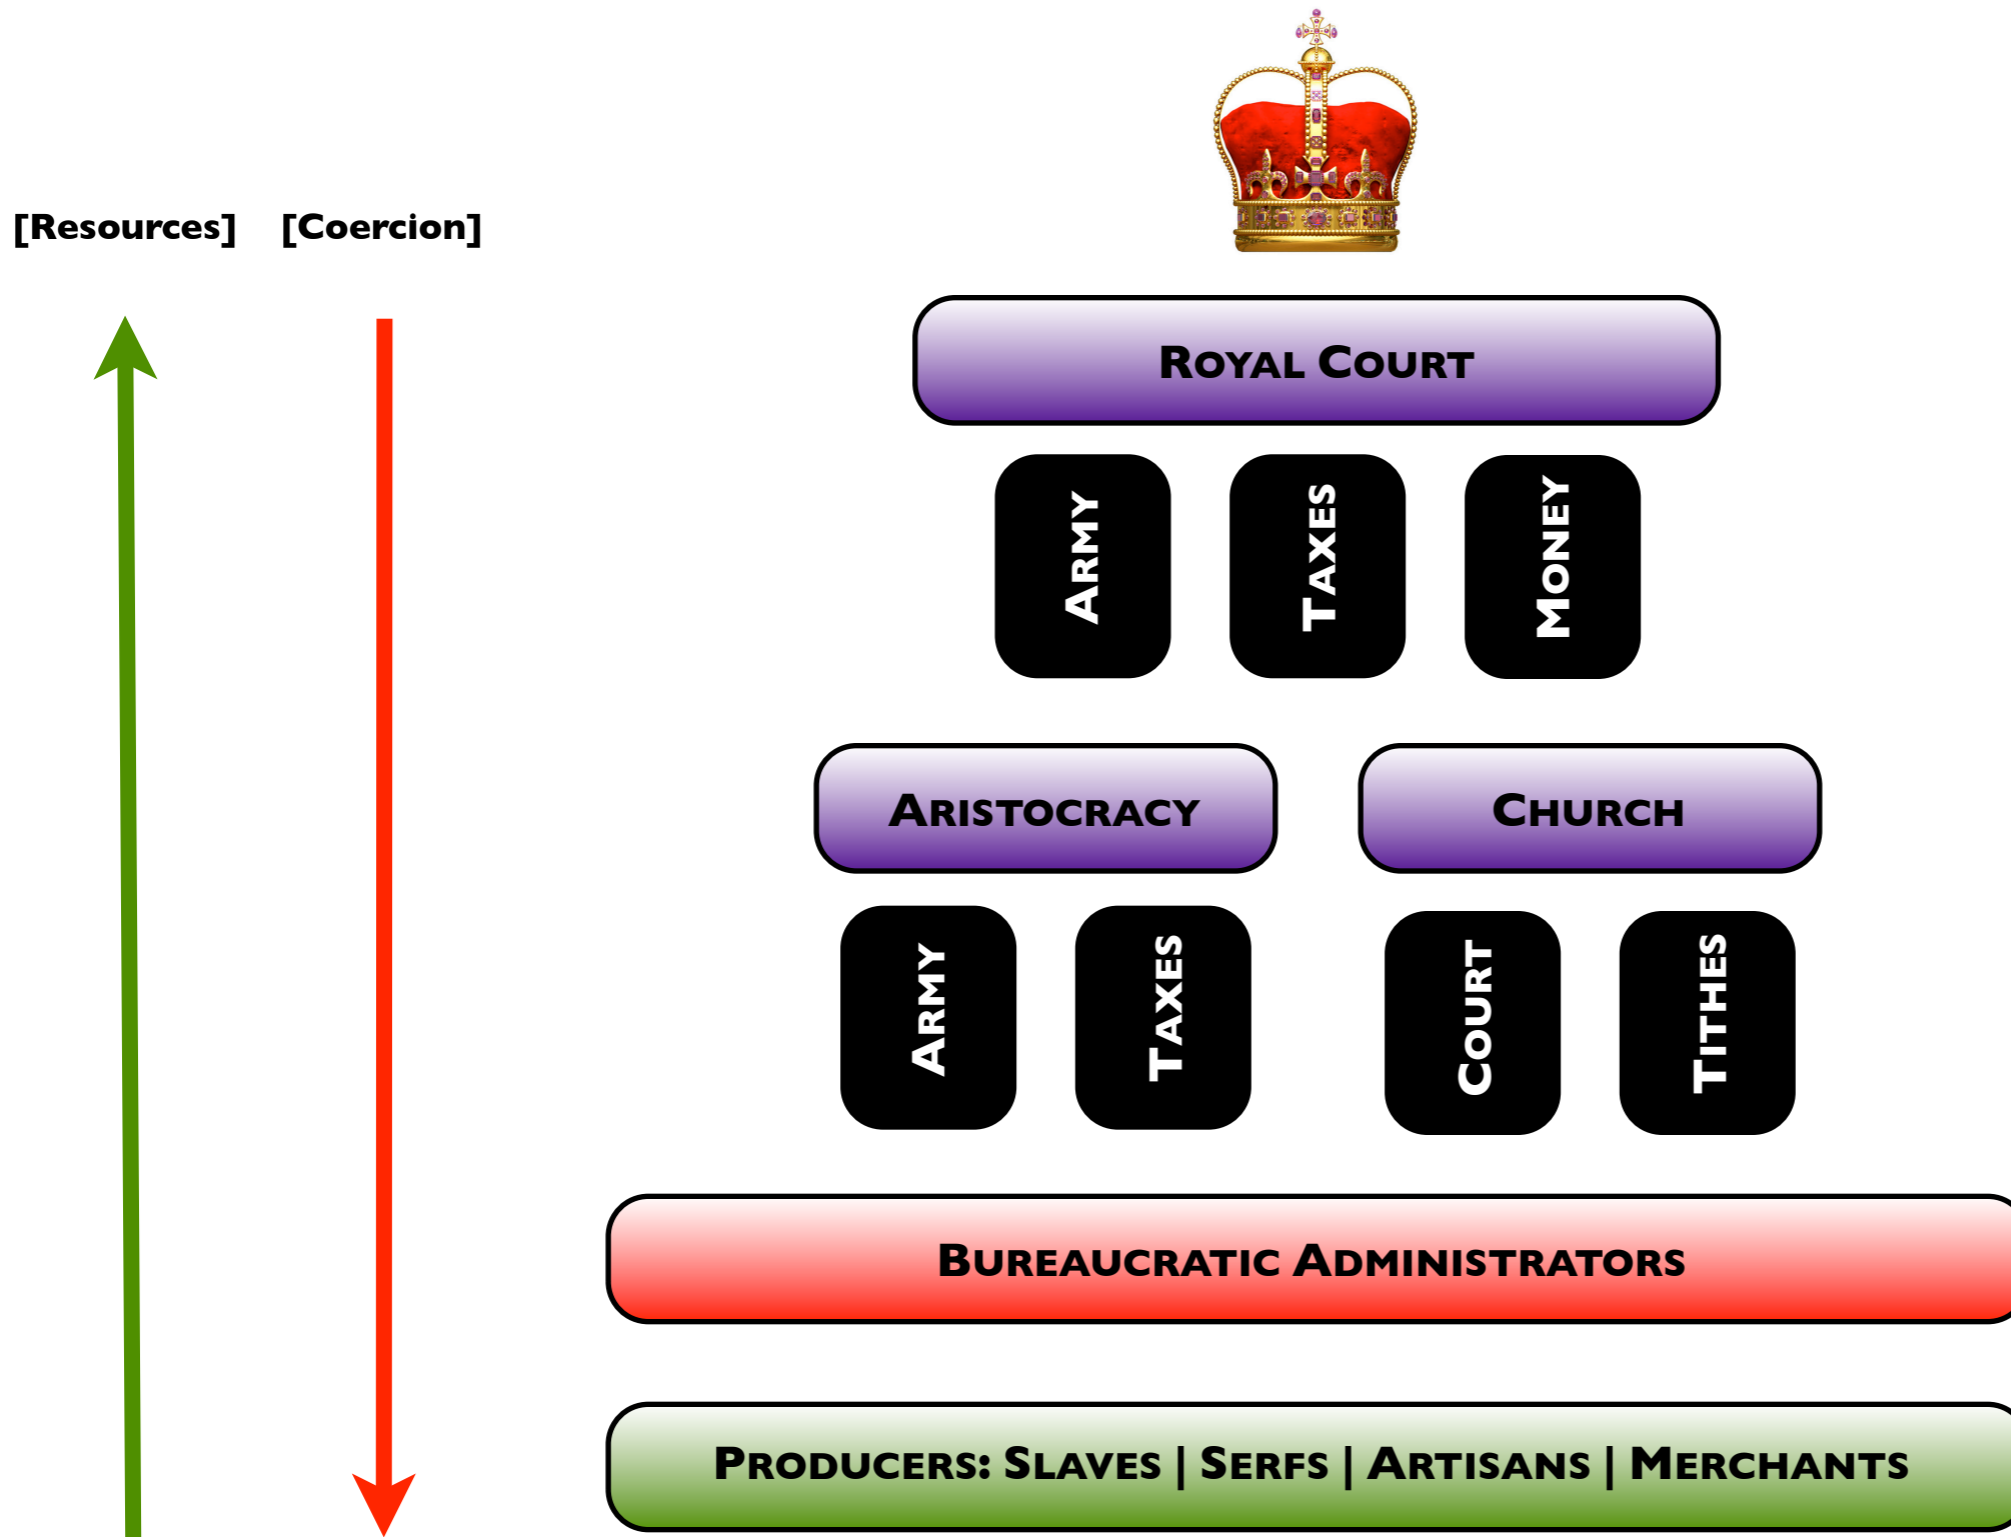 [Resources] [Coercion]
ROYAL COURT
ARMY
TAXES
MONEY
ARISTOCRACY
CHURCH
ARMY
TAXES
COURT
TITHES
BUREAUCRATIC ADMINISTRATORS
PRODUCERS: SLAVES | SERFS | ARTISANS | MERCHANTS